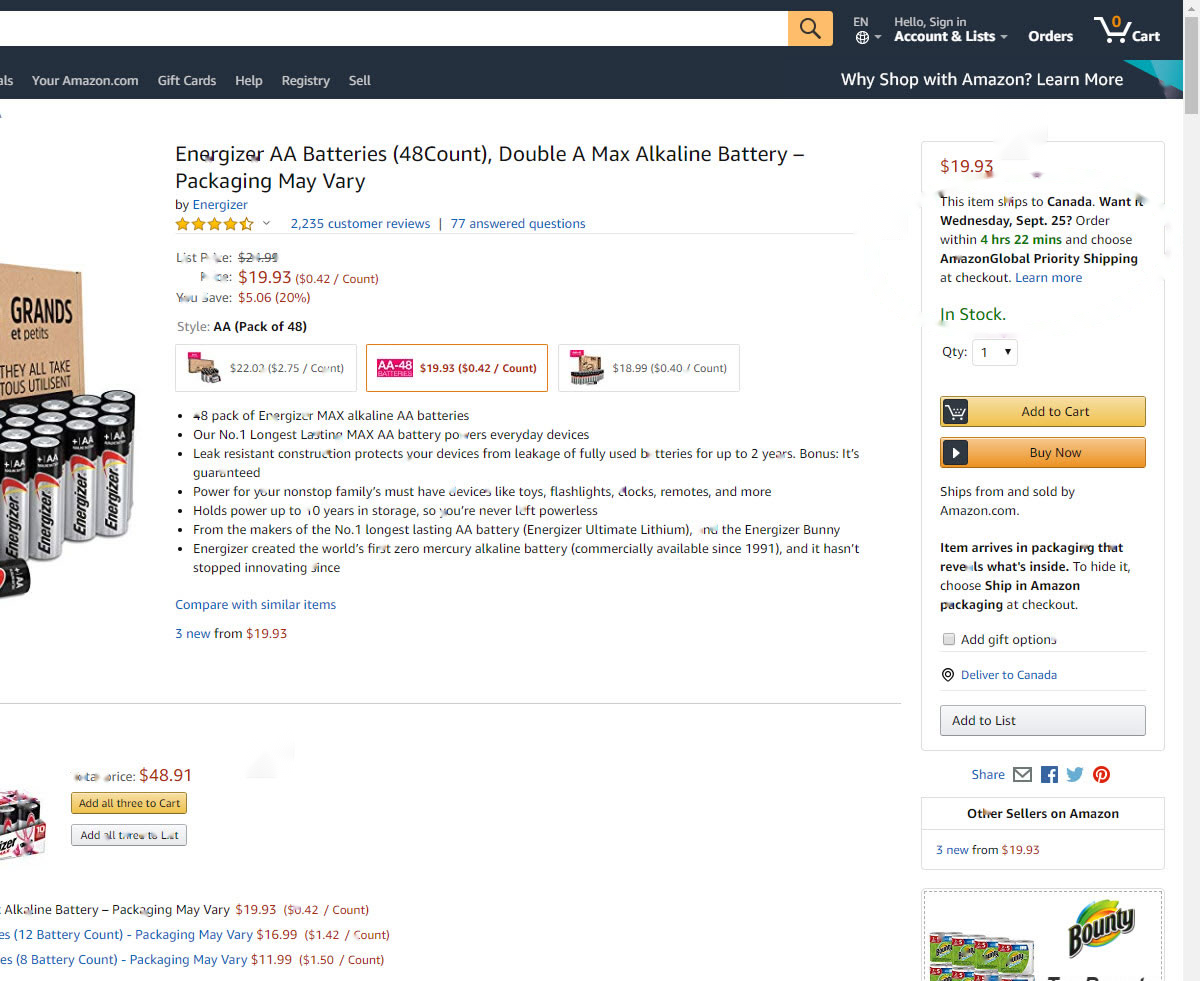 EN
Hello, Sign in
Account & Lists
Orders
0
Cart
als Your Amazon.com Gift Cards Help Registry Sell
Why Shop with Amazon? Learn More
Energizer AA Batteries (48Count), Double A Max Alkaline Battery –
Packaging May Vary
by Energizer
2,235 customer reviews | 77 answered questions
List Price: $24.99
Price: $19.93 ($0.42 / Count)
You Save: $5.06 (20%)
Style: AA (Pack of 48)
$22.02 ($2.75 / Count)
AA-48
BATTERIES
$19.93 ($0.42 / Count)
$18.99 ($0.40 / Count)
• 48 pack of Energizer MAX alkaline AA batteries
• Our No.1 Longest Lasting MAX AA battery powers everyday devices
• Leak resistant construction protects your devices from leakage of fully used batteries for up to 2 years. Bonus: It’s
guaranteed
• Power for your nonstop family’s must have devices like toys, flashlights, clocks, remotes, and more
• Holds power up to 10 years in storage, so you’re never left powerless
• From the makers of the No.1 longest lasting AA battery (Energizer Ultimate Lithium), and the Energizer Bunny
• Energizer created the world’s first zero mercury alkaline battery (commercially available since 1991), and it hasn’t
stopped innovating since
Compare with similar items
3 new from $19.93
GRANDS
et petits
THEY ALL TAKE
TOUS UTILISENT
+|AA
+|AA
+|AA
+|AA
Energizer
Energizer
Energizer
Energizer
+|AA
$19.93
This item ships to Canada. Want it
Wednesday, Sept. 25? Order
within 4 hrs 22 mins and choose
AmazonGlobal Priority Shipping
at checkout. Learn more
In Stock.
Qty: 1
Add to Cart
Buy Now
Ships from and sold by
Amazon.com.
Item arrives in packaging that
reveals what's inside. To hide it,
choose Ship in Amazon
packaging at checkout.
Add gift options
Deliver to Canada
Add to List
Share
Other Sellers on Amazon
3 new from $19.93
Bounty
Total price: $48.91
Add all three to Cart
Add all three to List
izer
10
Alkaline Battery – Packaging May Vary $19.93 ($0.42 / Count)
es (12 Battery Count) - Packaging May Vary $16.99 ($1.42 / Count)
es (8 Battery Count) - Packaging May Vary $11.99 ($1.50 / Count)